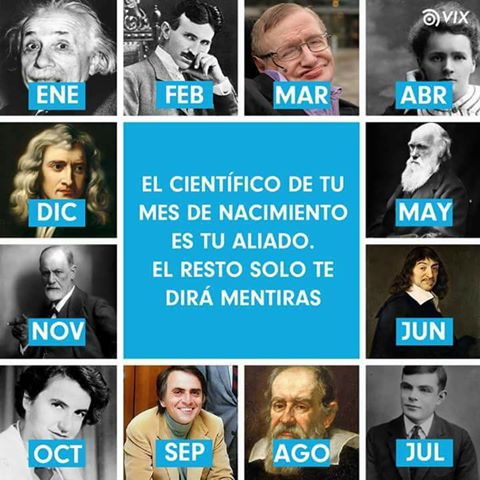 VIX
ENE
FEB
MAR
ABR
DIC
EL CIENTÍFICO DE TU
MES DE NACIMIENTO
ES TU ALIADO.
EL RESTO SOLO TE
DIRÁ MENTIRAS
MAY
NOV
JUN
OCT
SEP
AGO
JUL